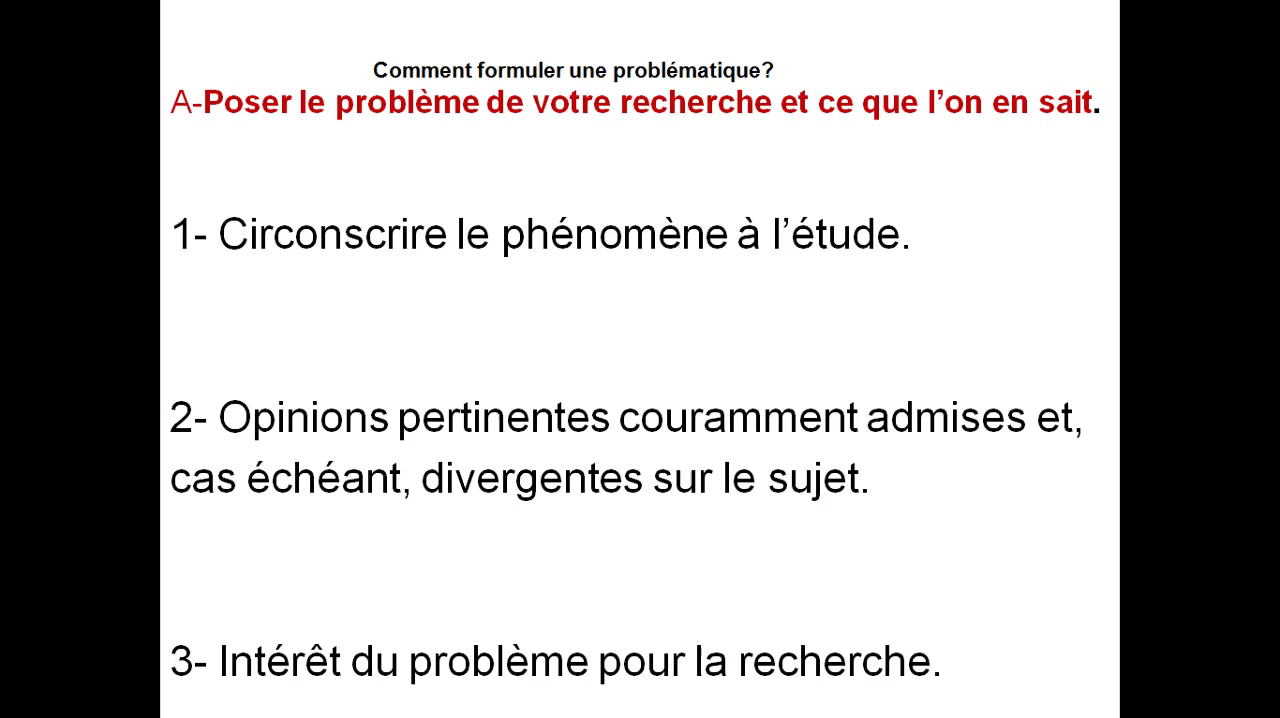 Comment formuler une problématique?
A-Poser le problème de votre recherche et ce que l’on en sait.
1- Circonscrire le phénomène à l’étude.
2- Opinions pertinentes couramment admises et,
cas échéant, divergentes sur le sujet.
3- Intérêt du problème pour la recherche.